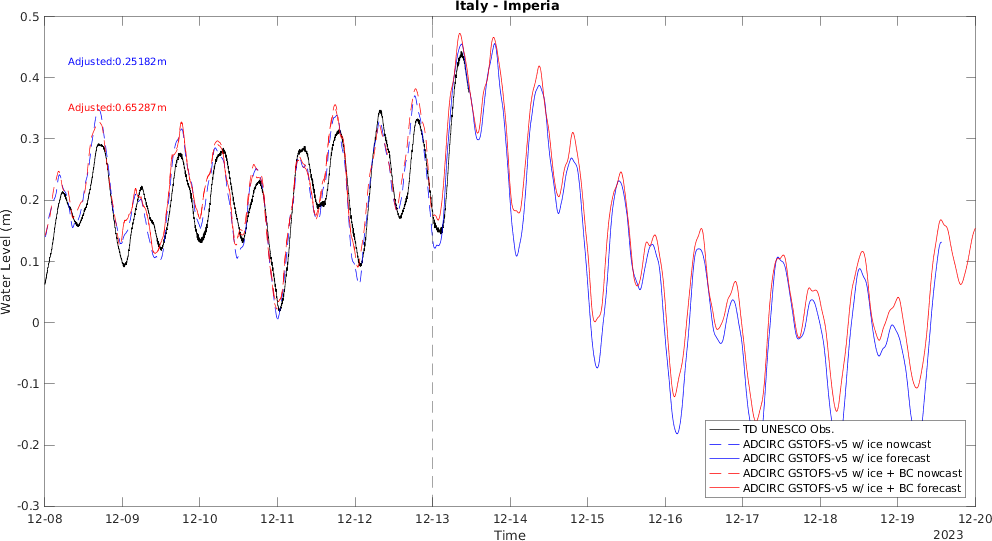 Italy - Imperia
Adjusted:0.25182m
Adjusted:0.65287m
Water Level (m)
0.5
0.4
0.3
0.2
0.1
0
-0.1
-0.2
-0.3
TD UNESCO Obs.
ADCIRC GSTOFS-v5 w/ ice nowcast
ADCIRC GSTOFS-v5 w/ ice forecast
ADCIRC GSTOFS-v5 w/ ice + BC nowcast
ADCIRC GSTOFS-v5 w/ ice + BC forecast
12-08 12-09 12-10 12-11 12-12 12-13 12-14 12-15 12-16 12-17 12-18 12-19 12-20
Time
2023